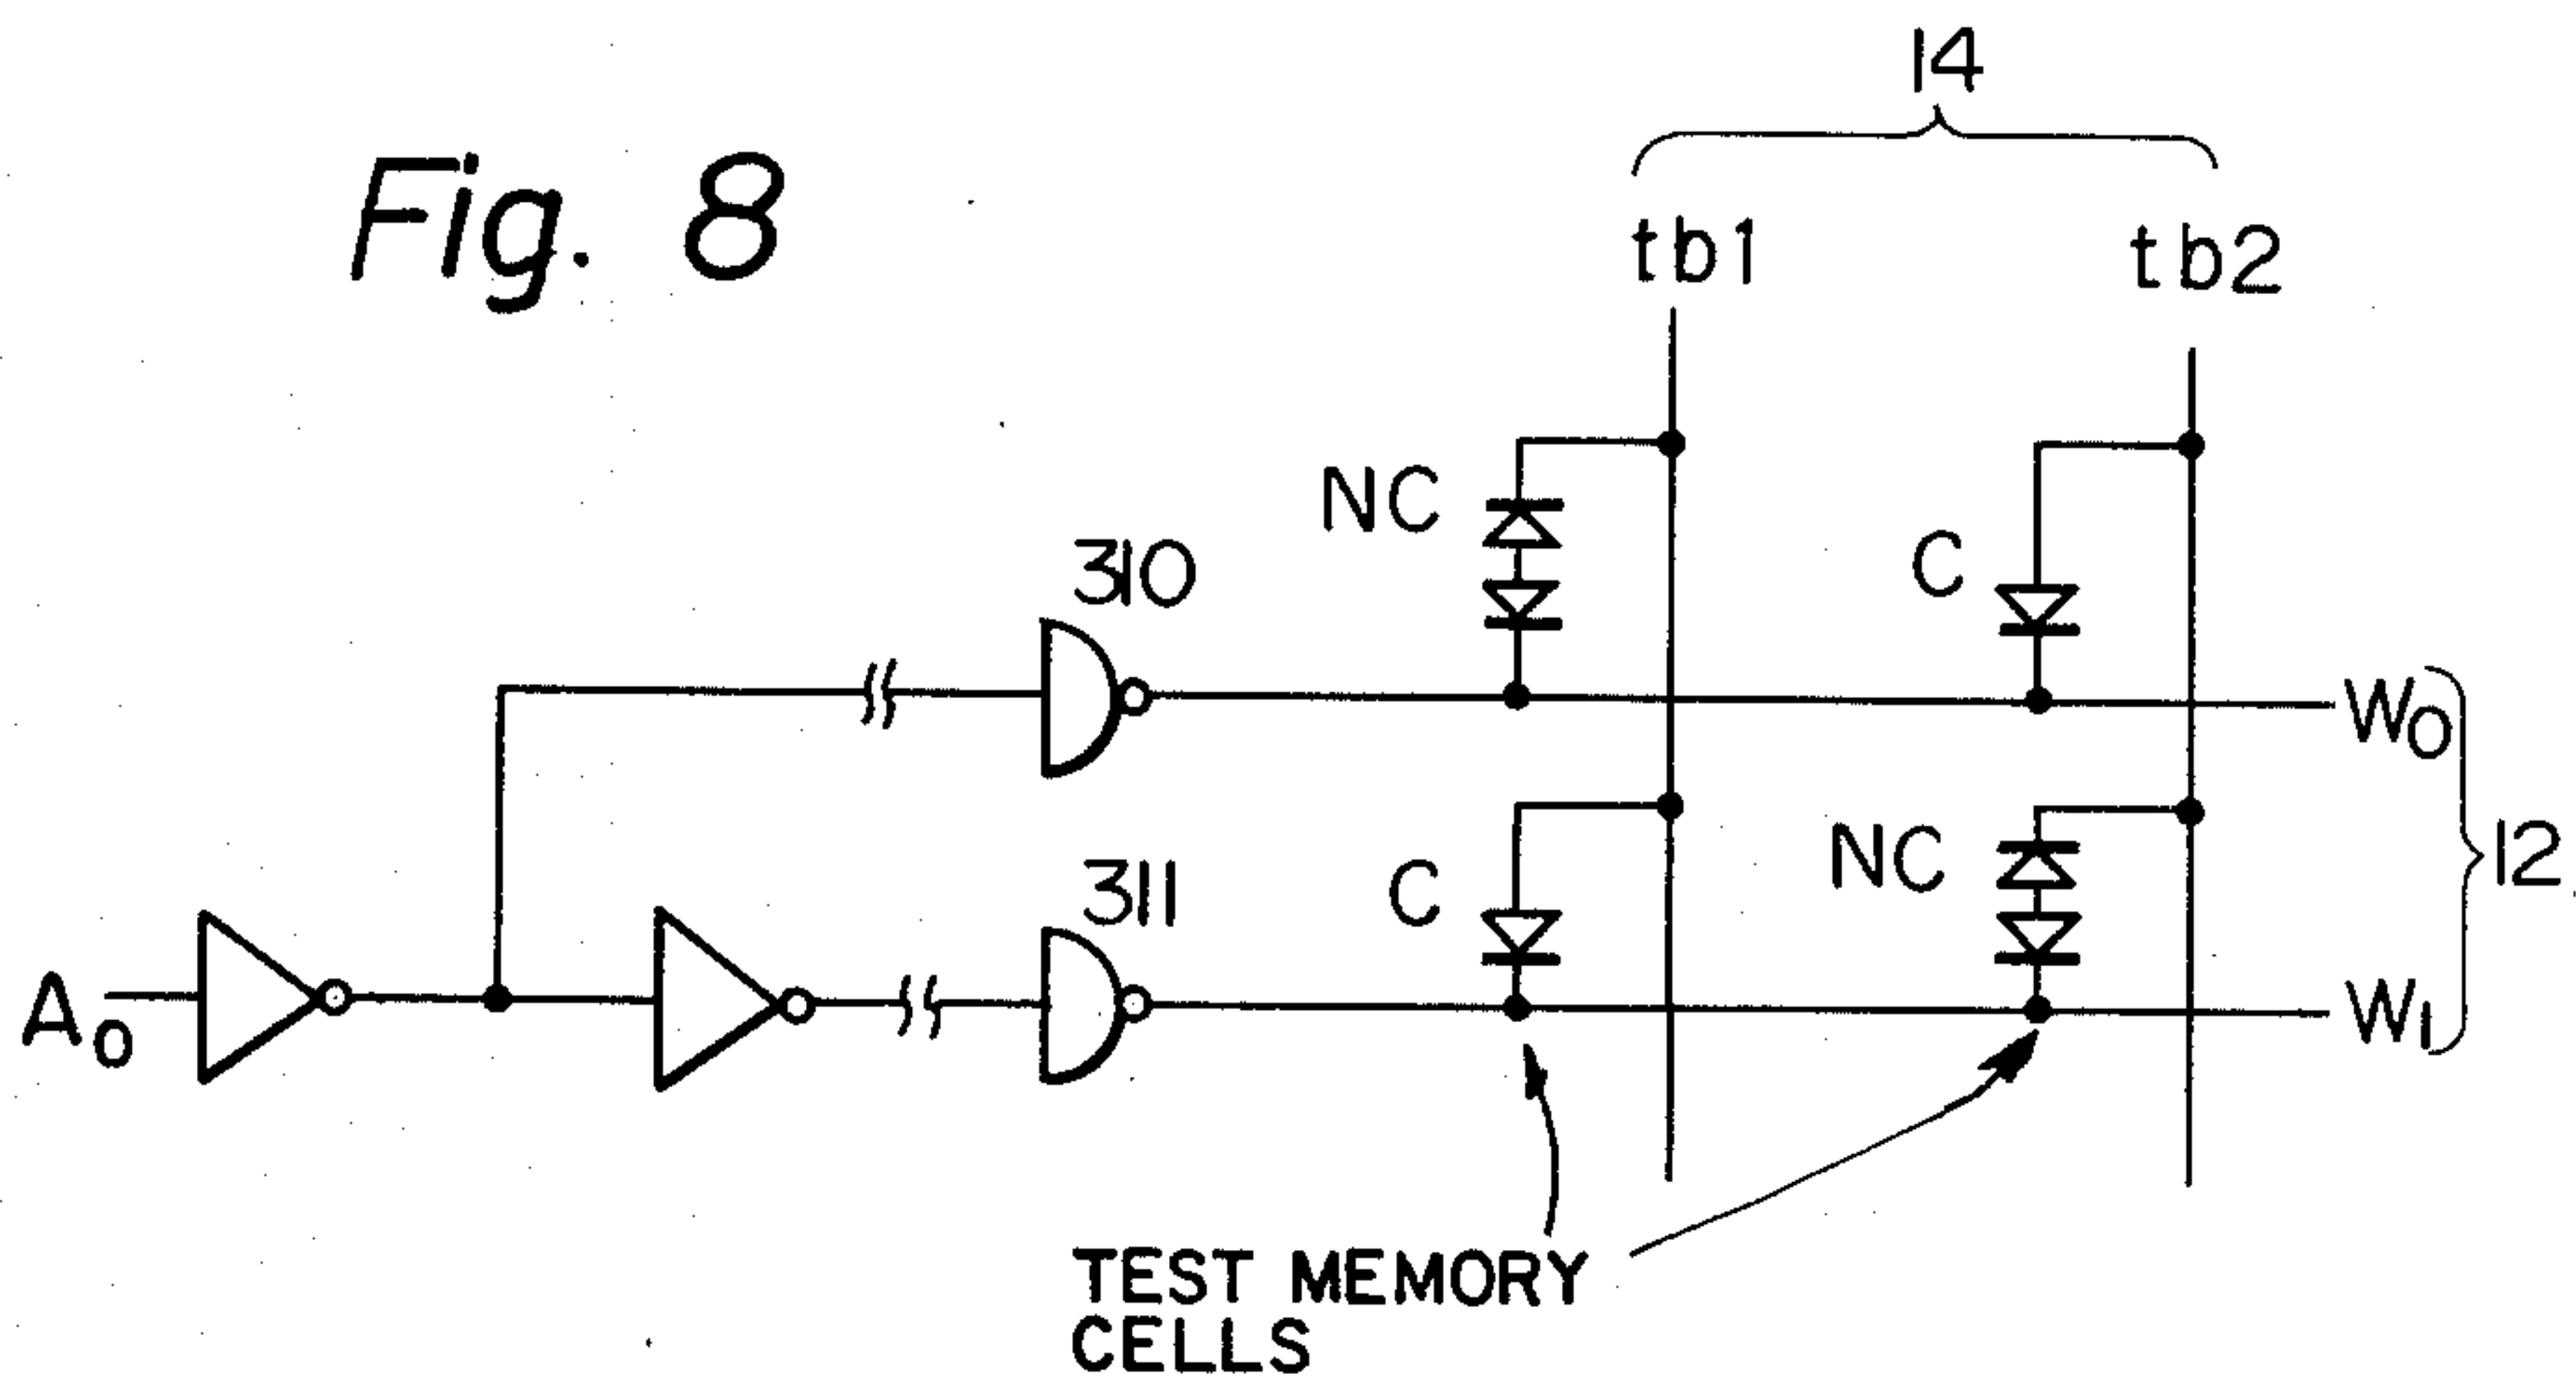 Fig. 8
14
tb1
tb2
NC
C
310
W0
C
NC
12
311
A0
W1
TEST MEMORY
CELLS